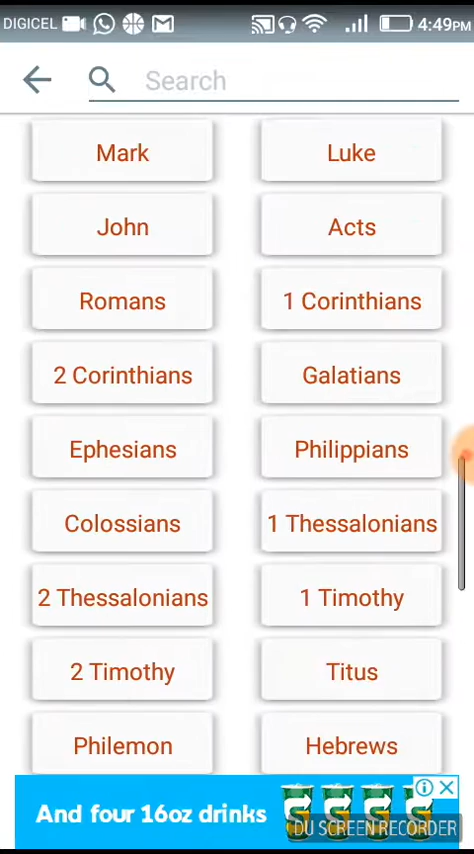 DIGICEL 4:49PM
Search
Mark Luke
John Acts
Romans 1 Corinthians
2 Corinthians Galatians
Ephesians Philippians
Colossians 1 Thessalonians
2 Thessalonians 1 Timothy
2 Timothy Titus
Philemon Hebrews
And four 16oz drinks
DU SCREEN RECORDER